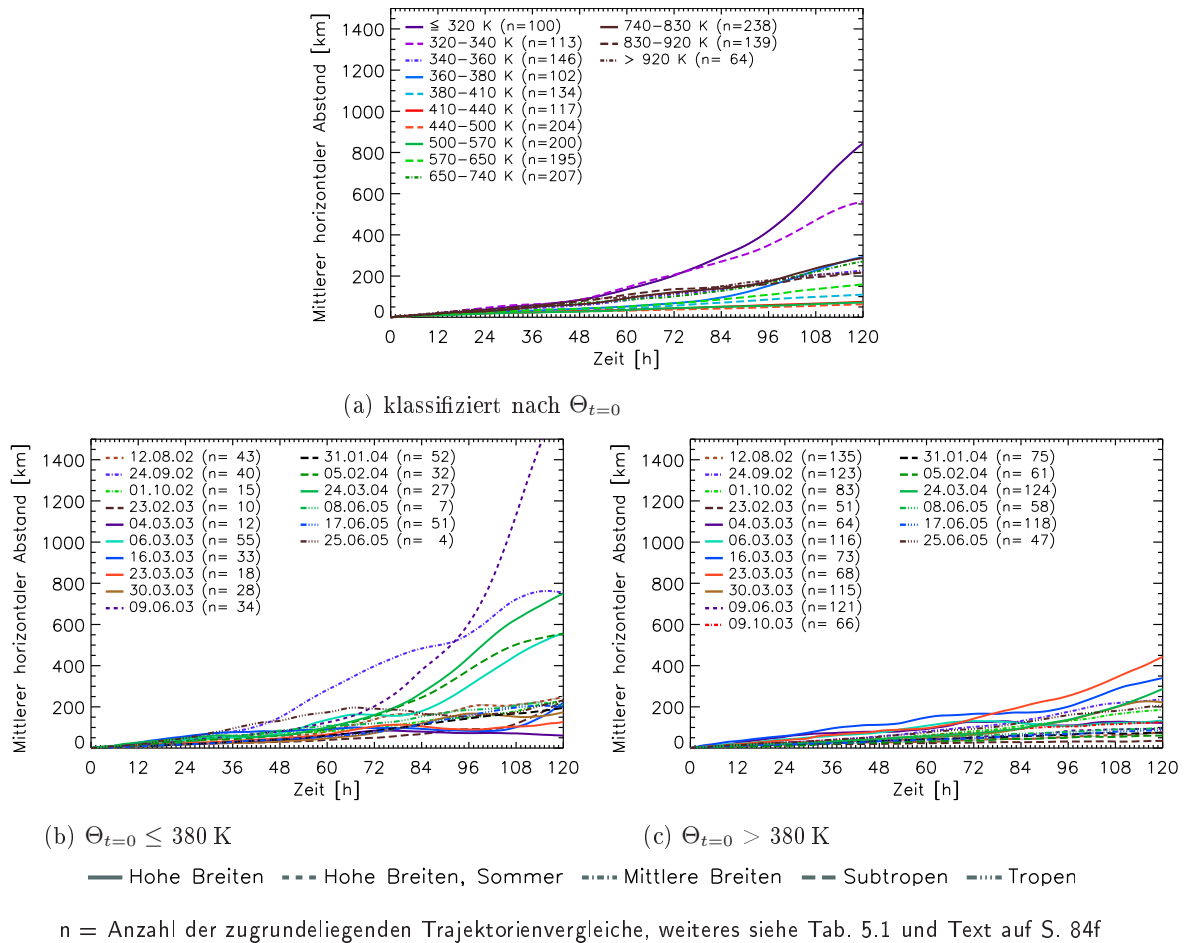 Mittlerer horizontaler Abstand [km]
1400
1200
1000
800
600
400
200
0
≦ 320 K (n=100)
320−340 K (n=113)
340−360 K (n=146)
360−380 K (n=102)
380−410 K (n=134)
410−440 K (n=117)
440−500 K (n=204)
500−570 K (n=200)
570−650 K (n=195)
650−740 K (n=207)
740−830 K (n=238)
830−920 K (n=139)
> 920 K (n= 64)
0 12 24 36 48 60 72 84 96 108 120
Zeit [h]
(a) klassifiziert nach Θt=0
Mittlerer horizontaler Abstand [km]
1400
1200
1000
800
600
400
200
0
12.08.02 (n= 43)
24.09.02 (n= 40)
01.10.02 (n= 15)
23.02.03 (n= 10)
04.03.03 (n= 12)
06.03.03 (n= 55)
16.03.03 (n= 33)
23.03.03 (n= 18)
30.03.03 (n= 28)
09.06.03 (n= 34)
31.01.04 (n= 52)
05.02.04 (n= 32)
24.03.04 (n= 27)
08.06.05 (n= 7)
17.06.05 (n= 51)
25.06.05 (n= 4)
0 12 24 36 48 60 72 84 96 108 120
Zeit [h]
(b) Θt=0 ≤ 380 K
Mittlerer horizontaler Abstand [km]
1400
1200
1000
800
600
400
200
0
12.08.02 (n=135)
24.09.02 (n=123)
01.10.02 (n= 83)
23.02.03 (n= 51)
04.03.03 (n= 64)
06.03.03 (n=116)
16.03.03 (n= 73)
23.03.03 (n= 68)
30.03.03 (n=115)
09.06.03 (n=121)
09.10.03 (n= 66)
31.01.04 (n= 75)
05.02.04 (n= 61)
24.03.04 (n=124)
08.06.05 (n= 58)
17.06.05 (n=118)
25.06.05 (n= 47)
0 12 24 36 48 60 72 84 96 108 120
Zeit [h]
(c) Θt=0 > 380 K
Hohe Breiten Hohe Breiten, Sommer Mittlere Breiten Subtropen Tropen
n = Anzahl der zugrundeliegenden Trajektorienvergleiche, weiteres siehe Tab. 5.1 und Text auf S. 84f